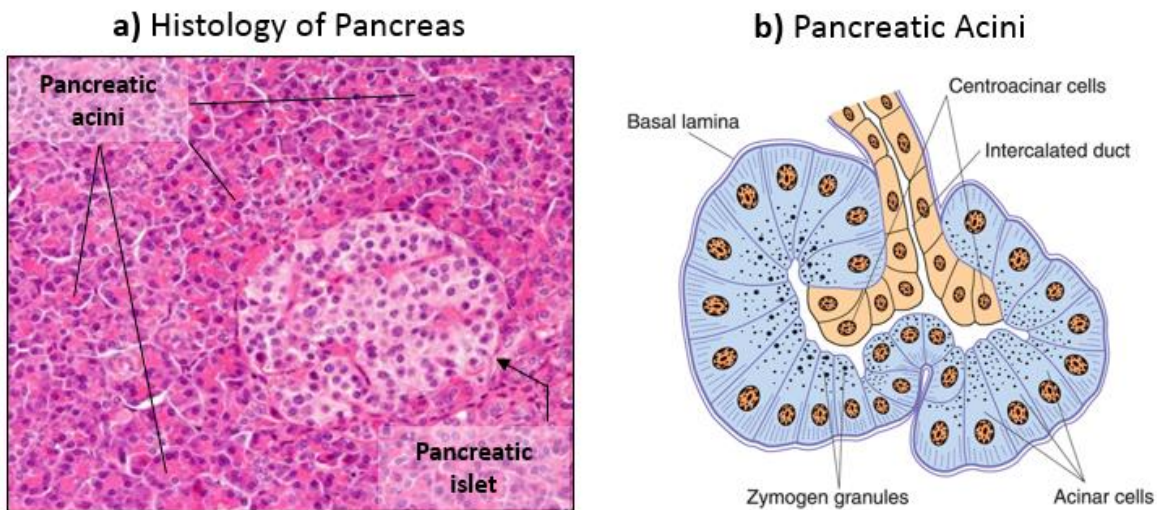 a) Histology of Pancreas
Pancreatic
acini
Pancreatic
islet
b) Pancreatic Acini
Centroacinar cells
Basal lamina
Intercalated duct
Zymogen granules
Acinar cells